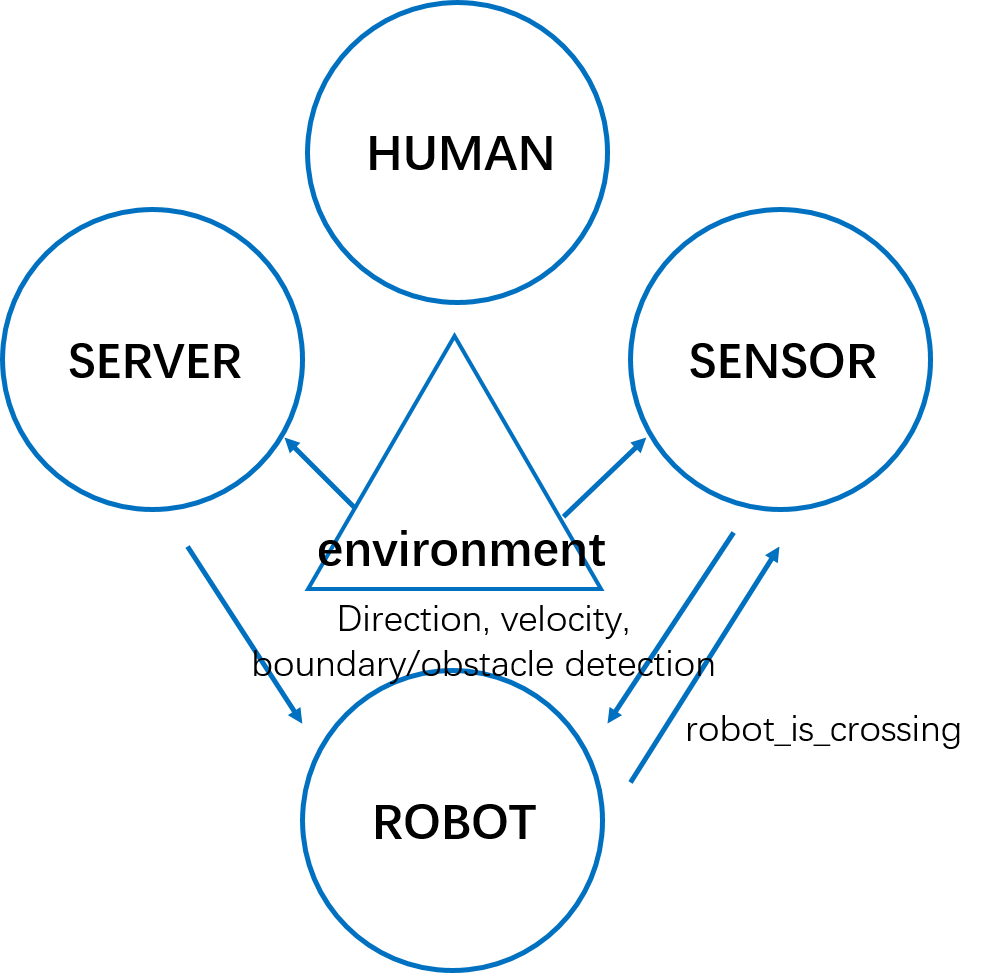 HUMAN
SERVER
SENSOR
environment
Direction, velocity,
boundary/obstacle detection
robot_is_crossing
ROBOT